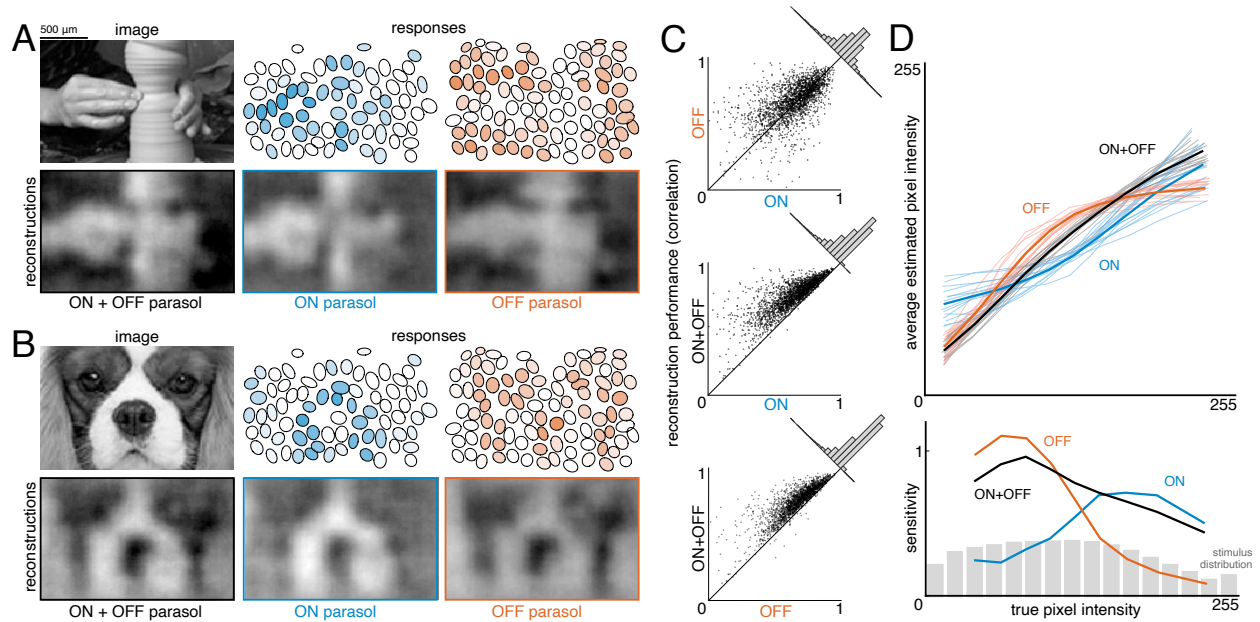 A
500 µm
image
responses
reconstructions
ON + OFF parasol
ON parasol
OFF parasol
B
image
responses
reconstructions
ON + OFF parasol
ON parasol
OFF parasol
C
reconstruction performance (correlation)
1
OFF
0
ON
1
1
ON+OFF
0
ON
1
1
ON+OFF
0
OFF
1
D
255
average estimated pixel intensity
ON+OFF
OFF
ON
0
255
1
sensitivity
OFF
ON
ON+OFF
stimulus
distribution
0
true pixel intensity
255